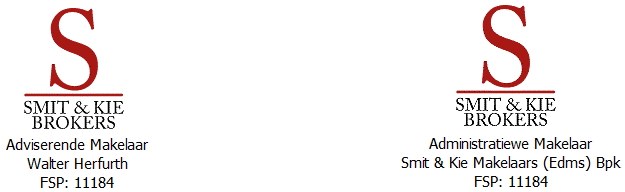 S
SMIT & KIE
BROKERS
Adviserende Makelaar
Walter Herfurth
FSP: 11184
S
SMIT & KIE
BROKERS
Administratiewe Makelaar
Smit & Kie Makelaars (Edms) Bpk
FSP: 11184